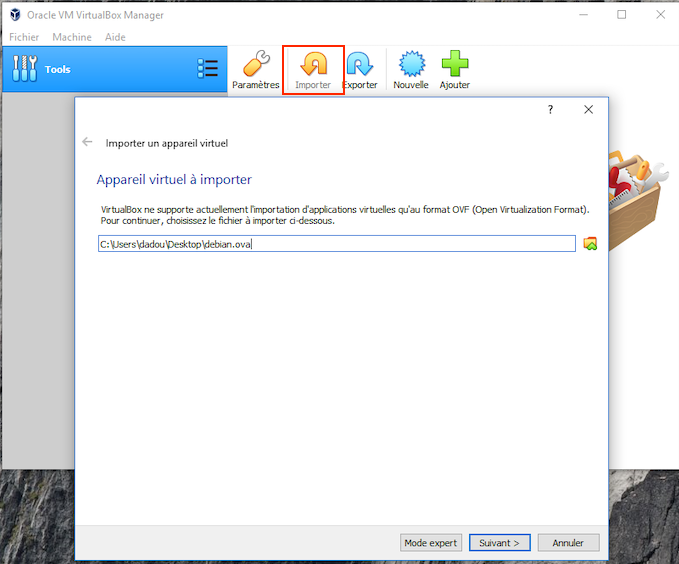 Oracle VM VirtualBox Manager
Fichier Machine Aide
Tools
Paramètres Importer Exporter Nouvelle Ajouter
?
Importer un appareil virtuel
Appareil virtuel à importer
VirtualBox ne supporte actuellement l'importation d'applications virtuelles qu'au format OVF (Open Virtualization Format).
Pour continuer, choisissez le fichier à importer ci-dessous.
C:\Users\dadou\Desktop\debian.ova
Mode expert Suivant > Annuler